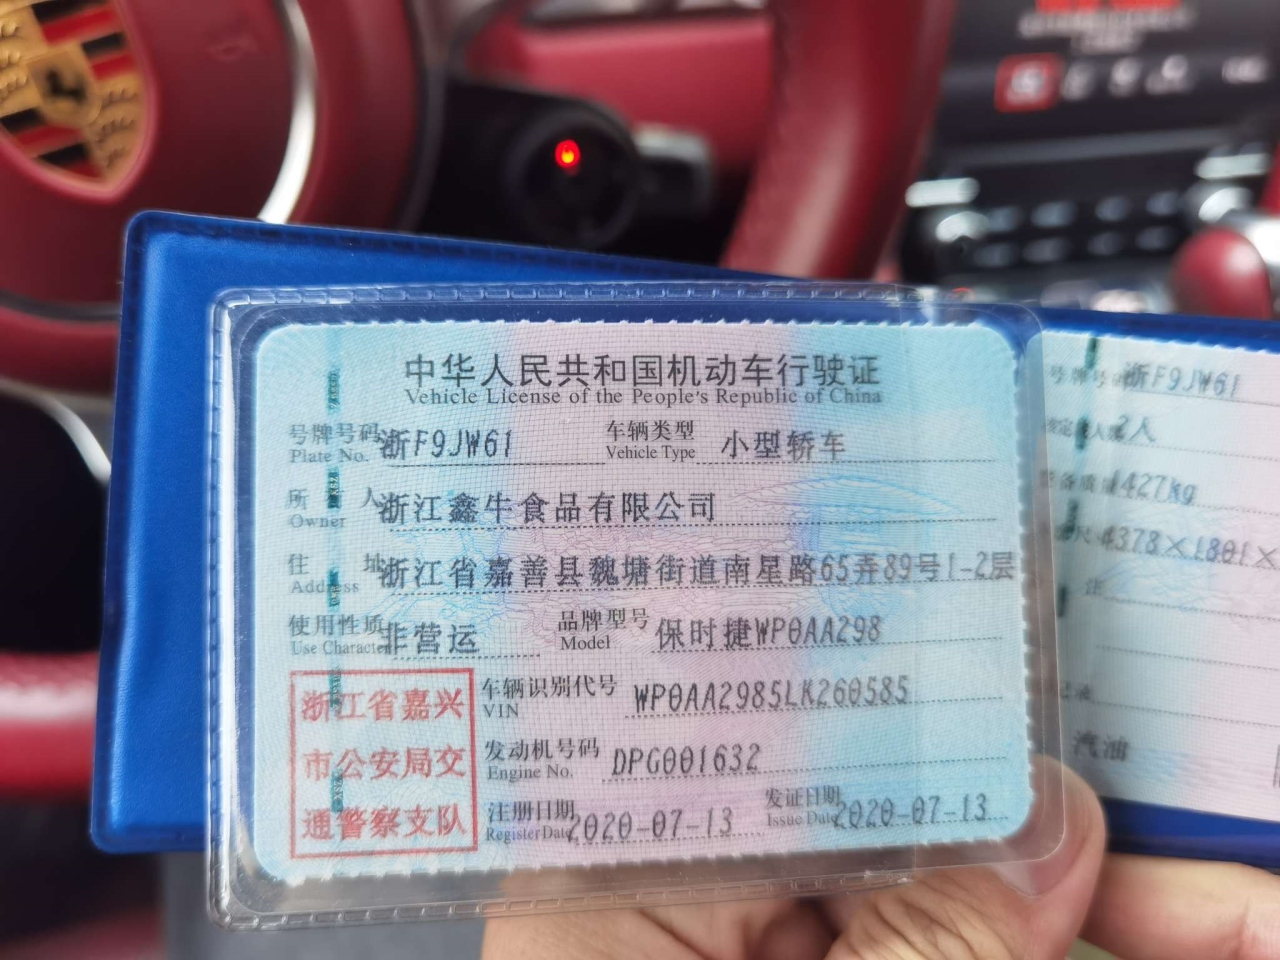 中华人民共和国机动车行驶证
Vehicle License of the People's Republic of China
号牌号码 浙F9JW61 车辆类型 小型轿车
Plate No. Vehicle Type
所有人 浙江鑫牛食品有限公司
Owner
住址 浙江省嘉善县魏塘街道南星路65弄89号1-2层
Address
使用性质 非营运 品牌型号 保时捷WP0AA298
Use Character Model
浙江省嘉兴
市公安局交
通警察支队
车辆识别代号 WP0AA2985LK260585
VIN
发动机号码 DPG001632
Engine No.
注册日期 2020-07-13 发证日期 2020-07-13
Register Date Issue Date
号牌号码 浙F9JW61
2人
1427kg
4378×1801×
汽油